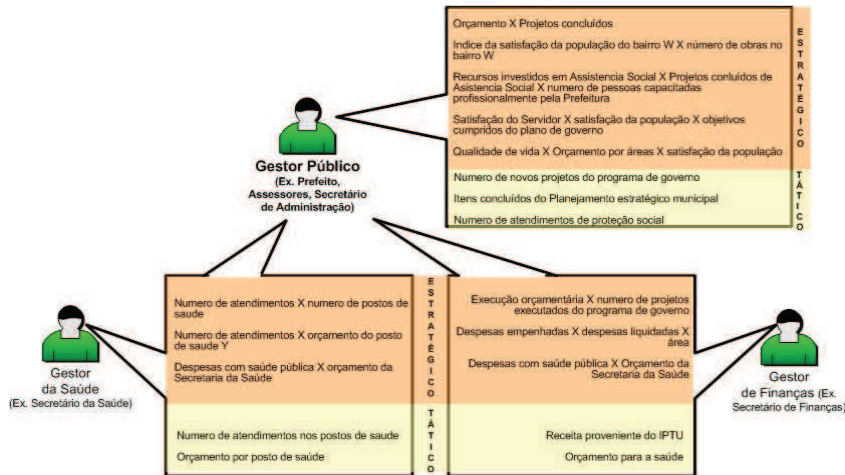 Orçamento X Projetos concluídos
Indice da satisfação da população do bairro W X número de obras no
bairro W
Recursos investidos em Assistencia Social X Projetos conluídos de
Asistencia Social X numero de pessoas capacitadas
profissionalmente pela Prefeitura
Satisfação do Servidor X satisfação da população X objetivos
cumpridos do plano de governo
Qualidade de vida X Orçamento por áreas X satisfação da população
ESTRATÉGICO
Numero de novos projetos do programa de governo
Itens concluídos do Planejamento estratégico municipal
Numero de atendimentos de proteção social
TÁTICO
Gestor Público
(Ex. Prefeito,
Assessores, Secretário
de Administração)
Numero de atendimentos X numero de postos de
saude
Numero de atendimentos X orçamento do posto
de saude Y
Despesas com saúde pública X orçamento da
Secretaria da Saúde
ESTRATÉGICO
Execução orçamentária X numero de projetos
executados do programa de governo
Despesas empenhadas X despesas liquidadas X
área
Despesas com saúde pública X Orçamento da
Secretaria da Saúde
Gestor
da Saúde
(Ex. Secretário da Saúde)
Gestor
de Finanças (Ex.
Secretário de Finanças)
Numero de atendimentos nos postos de saude
Orçamento por posto de saúde
TÁTICO
Receita proveniente do IPTU
Orçamento para a saúde